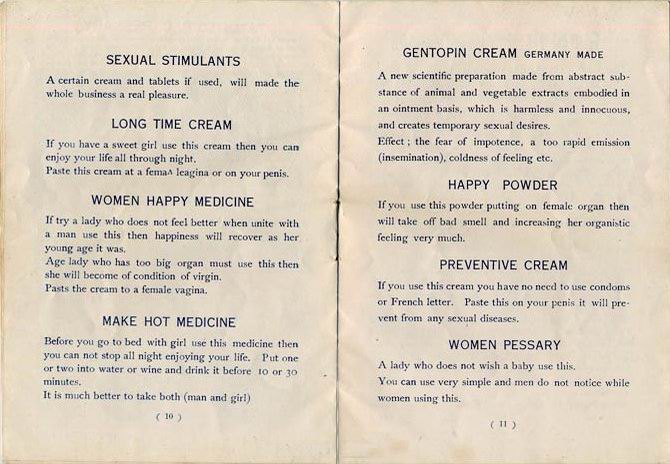 SEXUAL STIMULANTS
A certain cream and tablets if used, will made the
whole business a real pleasure.
LONG TIME CREAM
If you have a sweet girl use this cream then you can
enjoy your life all through night.
Paste this cream at a femaʌ leagina or on your penis.
WOMEN HAPPY MEDICINE
If try a lady who does not feel better when unite with
a man use this then happiness will recover as her
young age it was.
Age lady who has too big organ must use this then
she will become of condition of virgin.
Pasts the cream to a female vagina.
MAKE HOT MEDICINE
Before you go to bed with girl use this medicine then
you can not stop all night enjoying your life. Put one
or two into water or wine and drink it before 10 or 30
minutes.
It is much better to take both (man and girl)
( 10 )
GENTOPIN CREAM GERMANY MADE
A new scientific preparation made from abstract sub-
stance of animal and vegetable extracts embodied in
an ointment basis, which is harmless and innocuous,
and creates temporary sexual desires.
Effect ; the fear of impotence, a too rapid emission
(insemination), coldness of feeling etc.
HAPPY POWDER
If you use this powder putting on female organ then
will take off bad smell and increasing her organistic
feeling very much.
PREVENTIVE CREAM
If you use this cream you have no need to use condoms
or French letter. Paste this on your penis it will pre-
vent from any sexual diseases.
WOMEN PESSARY
A lady who does not wish a baby use this.
You can use very simple and men do not notice while
women using this.
( 11 )